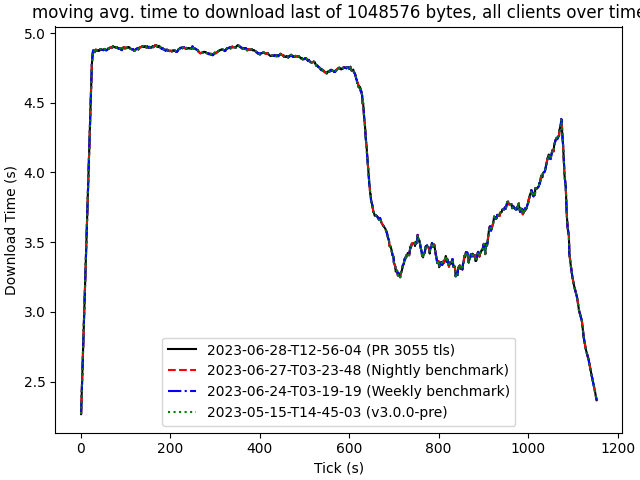 moving avg. time to download last of 1048576 bytes, all clients over time
5.0
4.5
4.0
3.5
3.0
2.5
Download Time (s)
2023-06-28-T12-56-04 (PR 3055 tls)
2023-06-27-T03-23-48 (Nightly benchmark)
2023-06-24-T03-19-19 (Weekly benchmark)
2023-05-15-T14-45-03 (v3.0.0-pre)
0 200 400 600 800 1000 1200
Tick (s)